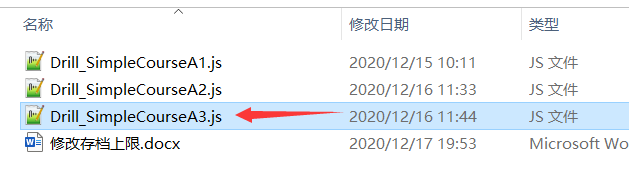 名称 修改日期 类型
Drill_SimpleCourseA1.js 2020/12/15 10:11 JS 文件
Drill_SimpleCourseA2.js 2020/12/16 11:33 JS 文件
Drill_SimpleCourseA3.js 2020/12/16 11:44 JS 文件
修改存档上限.docx 2020/12/17 19:53 Microsoft Wo